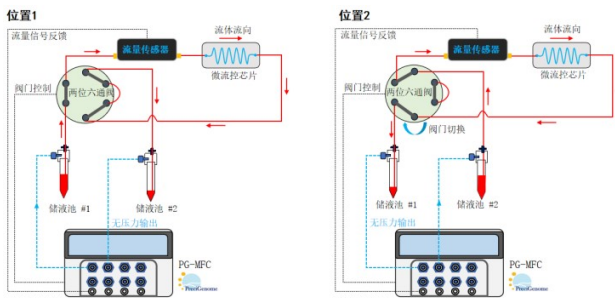 位置1
流量信号反馈
流量传感器
流体流向
微流控芯片
阀门控制
两位六通阀
储液池 #1
储液池 #2
无压力输出
PG-MFC
PreciGenome
位置2
流量信号反馈
流量传感器
流体流向
微流控芯片
阀门控制
两位六通阀
阀门切换
储液池 #1
储液池 #2
无压力输出
PG-MFC
PreciGenome